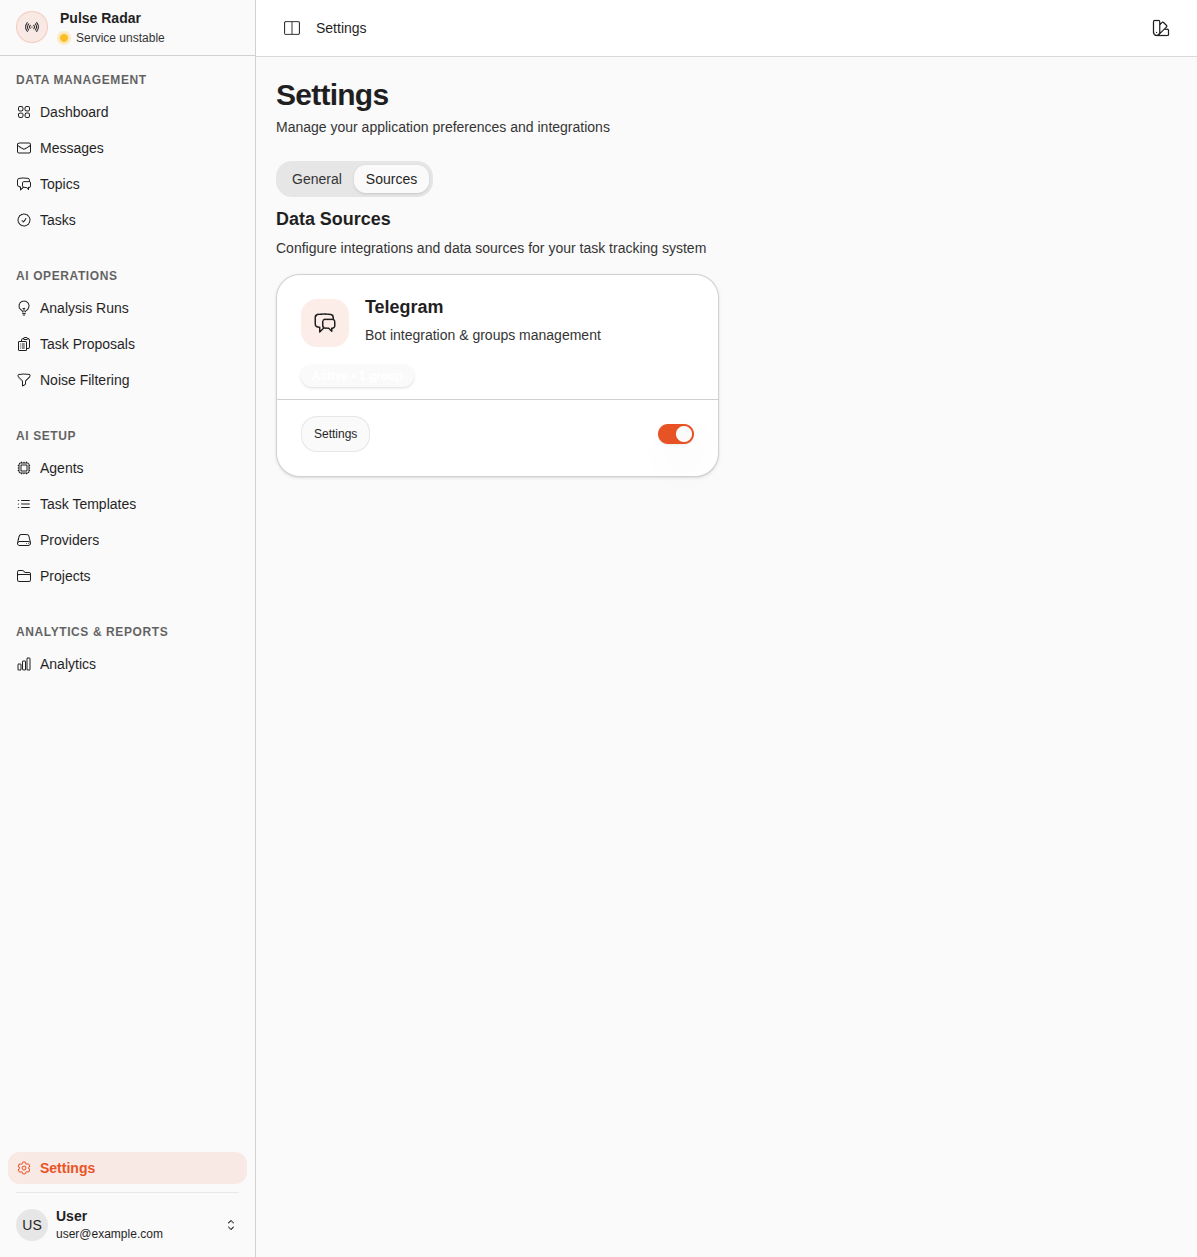 Pulse Radar
Service unstable
Settings
DATA MANAGEMENT
Dashboard
Messages
Topics
Tasks
AI OPERATIONS
Analysis Runs
Task Proposals
Noise Filtering
AI SETUP
Agents
Task Templates
Providers
Projects
ANALYTICS & REPORTS
Analytics
Settings
US
User
user@example.com
Settings
Manage your application preferences and integrations
General
Sources
Data Sources
Configure integrations and data sources for your task tracking system
Telegram
Bot integration & groups management
Active • 1 group
Settings